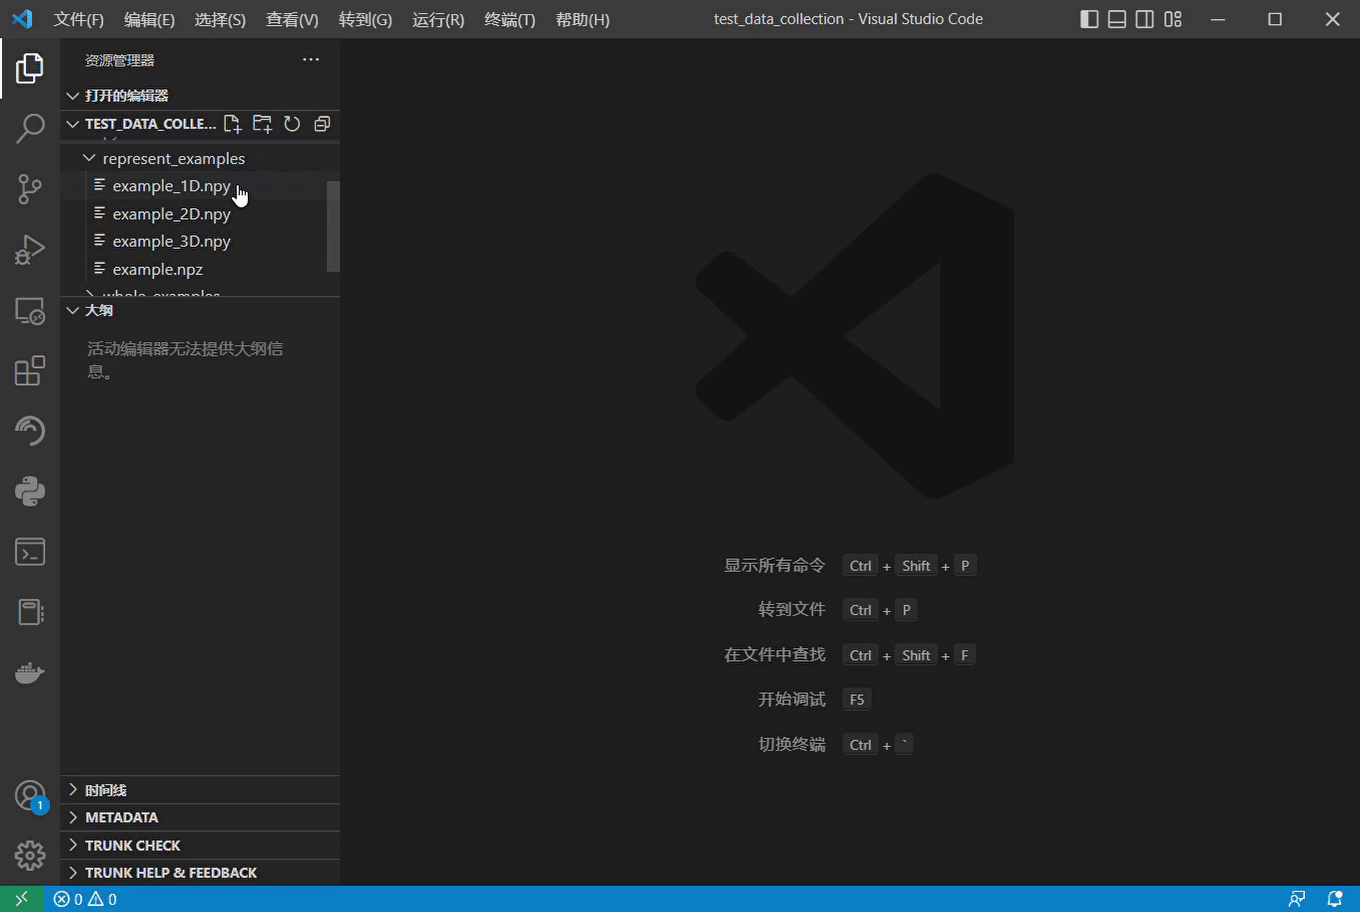 文件(F) 编辑(E) 选择(S) 查看(V) 转到(G) 运行(R) 终端(T) 帮助(H) test_data_collection - Visual Studio Code
资源管理器
打开的编辑器
TEST_DATA_COLLE...
represent_examples
example_1D.npy
example_2D.npy
example_3D.npy
example.npz
whole_examples
大纲
活动编辑器无法提供大纲信
息。
显示所有命令 Ctrl + Shift + P
转到文件 Ctrl + P
在文件中查找 Ctrl + Shift + F
开始调试 F5
切换终端 Ctrl + `
时间线
METADATA
TRUNK CHECK
TRUNK HELP & FEEDBACK
1
0 0